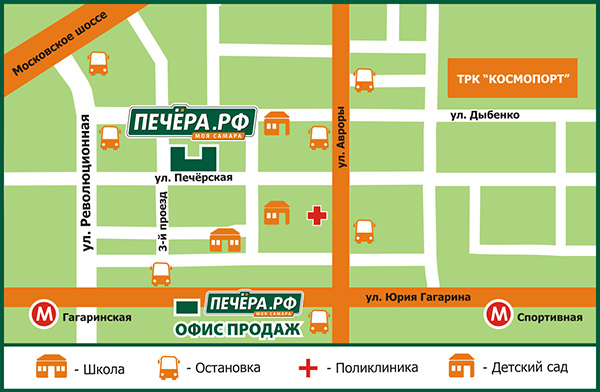 Московское шоссе
ТРК "КОСМОПОРТ"
ул. Дыбенко
ПЕЧЁРА.РФ
МОЯ САМАРА
ул. Революционная
ул. Авроры
ул. Печёрская
3-й проезд
ПЕЧЁРА.РФ
МОЯ САМАРА
ул. Юрия Гагарина
М Гагаринская
ОФИС ПРОДАЖ
М Спортивная
- Школа
- Остановка
- Поликлиника
- Детский сад